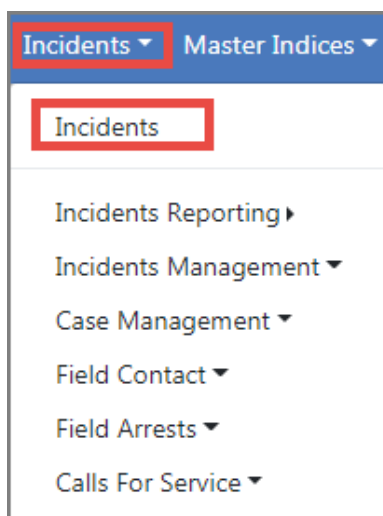 Incidents Master Indices
Incidents
Incidents Reporting
Incidents Management
Case Management
Field Contact
Field Arrests
Calls For Service